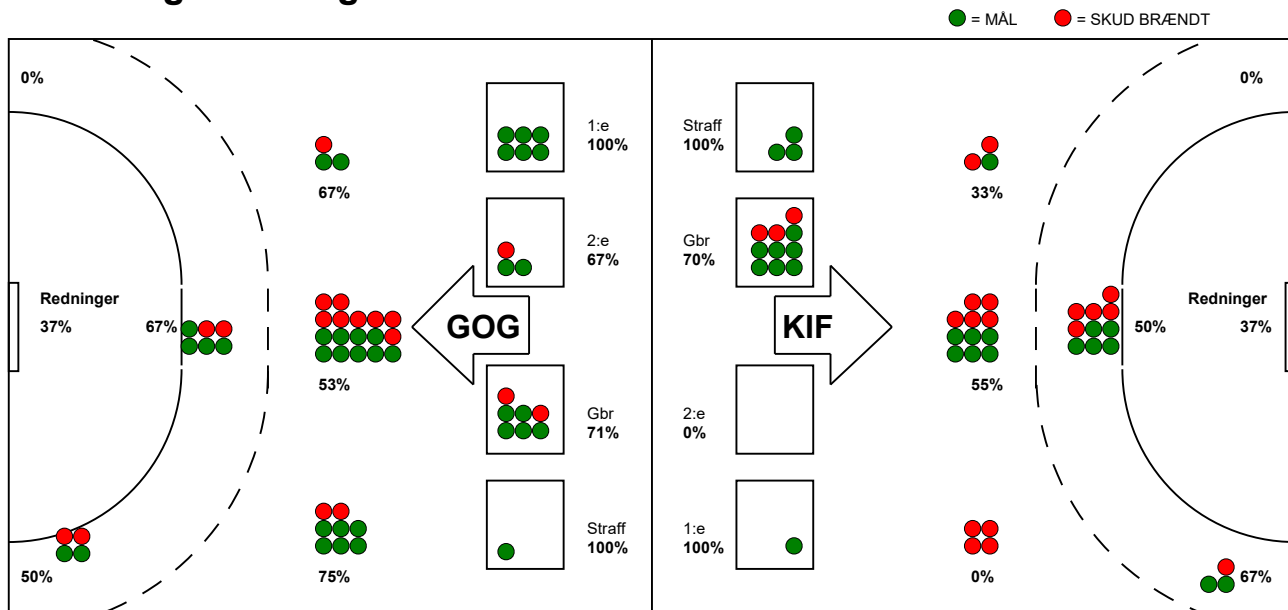 = MÅL = SKUD BRÆNDT
0% 0%
1:e
100%
Straff
100%
67% 33%
2:e
67%
Gbr
70%
Redninger
37%
67%
GOG
KIF
50%
Redninger
37%
53% 55%
Gbr
71%
2:e
0%
Straff
100%
1:e
100%
50% 75% 0% 67%